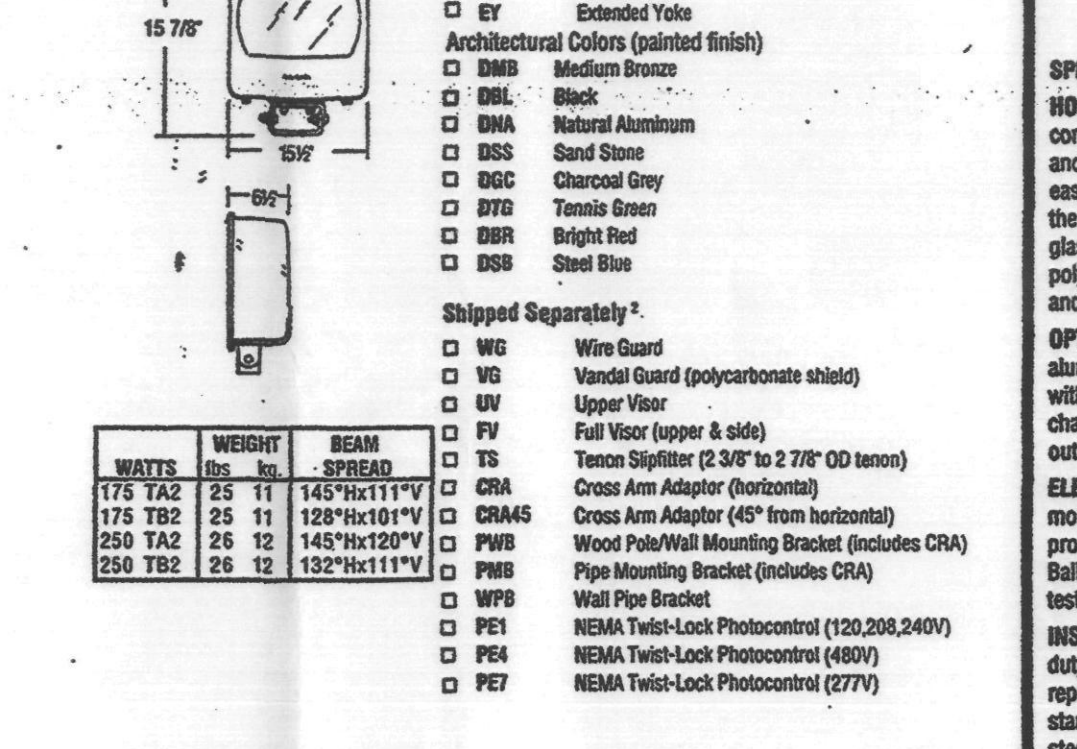 15 7/8"
15½"
6½
WATTS WEIGHT BEAM SPREAD
lbs kg.
175 TA2 25 11 145°Hx111°V
175 TB2 25 11 128°Hx101°V
250 TA2 26 12 145°Hx120°V
250 TB2 26 12 132°Hx111°V
EY Extended Yoke
Architectural Colors (painted finish)
DMB Medium Bronze
DBL Black
DNA Natural Aluminum
DSS Sand Stone
DGC Charcoal Grey
DTG Tennis Green
DBR Bright Red
DSB Steel Blue
Shipped Separately ²
WG Wire Guard
VG Vandal Guard (polycarbonate shield)
UV Upper Visor
FV Full Visor (upper & side)
TS Tenon Slipfitter (2 3/8" to 2 7/8" OD tenon)
CRA Cross Arm Adaptor (horizontal)
CRA45 Cross Arm Adaptor (45° from horizontal)
PWB Wood Pole/Wall Mounting Bracket (includes CRA)
PMB Pipe Mounting Bracket (includes CRA)
WPB Wall Pipe Bracket
PE1 NEMA Twist-Lock Photocontrol (120,208,240V)
PE4 NEMA Twist-Lock Photocontrol (480V)
PE7 NEMA Twist-Lock Photocontrol (277V)